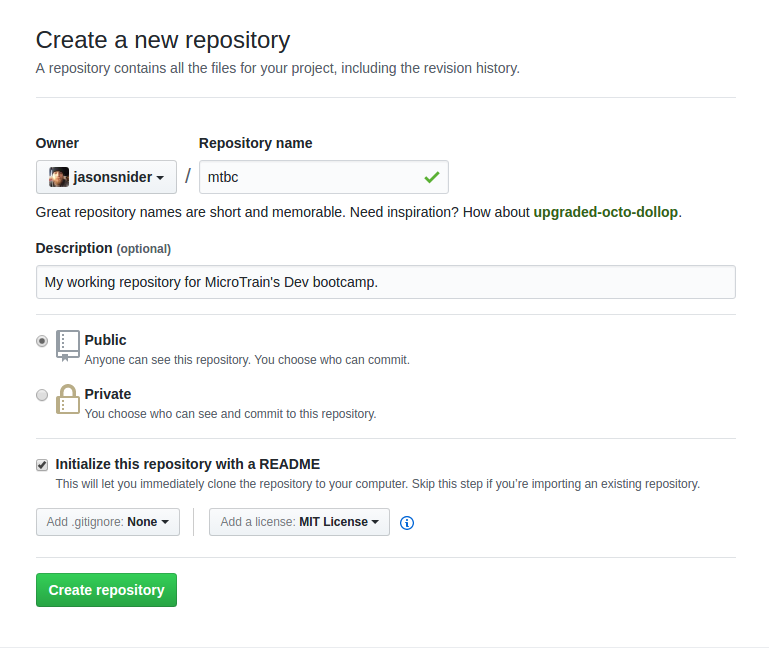 Create a new repository
A repository contains all the files for your project, including the revision history.
Owner Repository name
jasonsnider / mtbc
Great repository names are short and memorable. Need inspiration? How about upgraded-octo-dollop.
Description (optional)
My working repository for MicroTrain's Dev bootcamp.
Public
Anyone can see this repository. You choose who can commit.
Private
You choose who can see and commit to this repository.
Initialize this repository with a README
This will let you immediately clone the repository to your computer. Skip this step if you’re importing an existing repository.
Add .gitignore: None Add a license: MIT License
Create repository